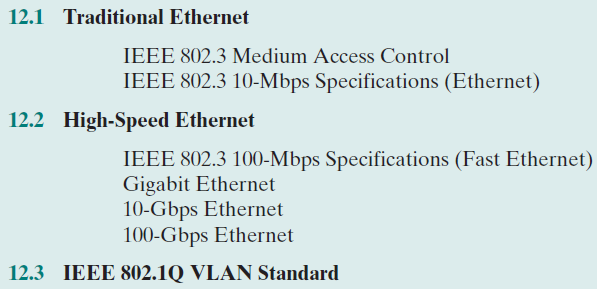 12.1 Traditional Ethernet
IEEE 802.3 Medium Access Control
IEEE 802.3 10-Mbps Specifications (Ethernet)
12.2 High-Speed Ethernet
IEEE 802.3 100-Mbps Specifications (Fast Ethernet)
Gigabit Ethernet
10-Gbps Ethernet
100-Gbps Ethernet
12.3 IEEE 802.1Q VLAN Standard